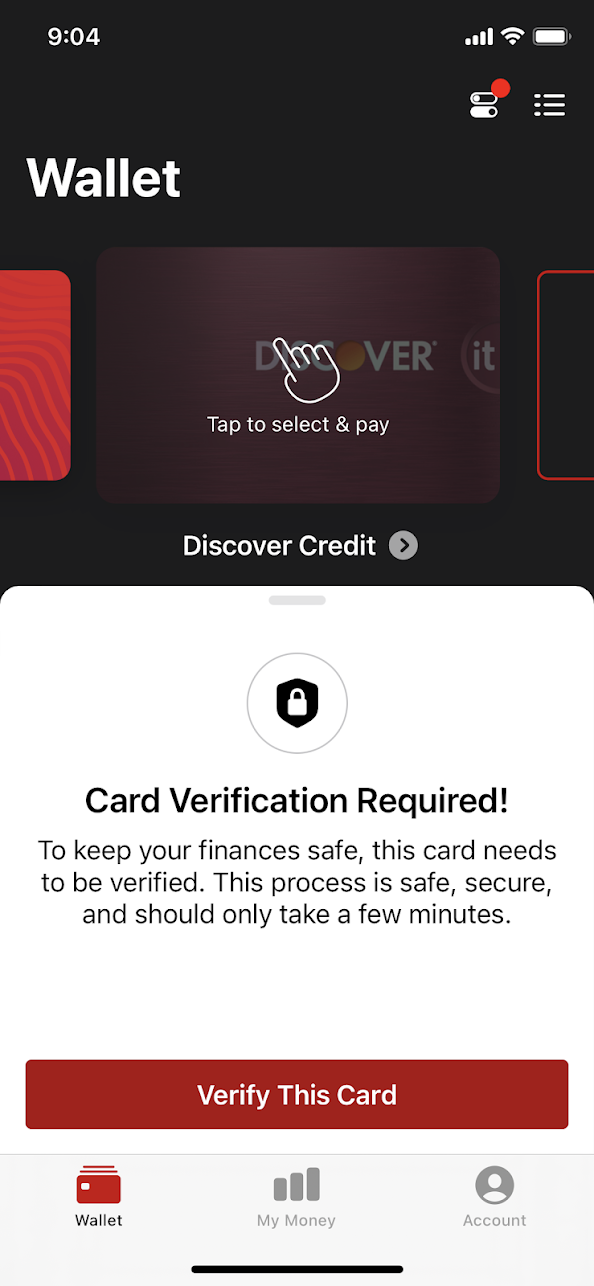 9:04
Wallet
DISCOVER it
Tap to select & pay
Discover Credit
Card Verification Required!
To keep your finances safe, this card needs
to be verified. This process is safe, secure,
and should only take a few minutes.
Verify This Card
Wallet
My Money
Account